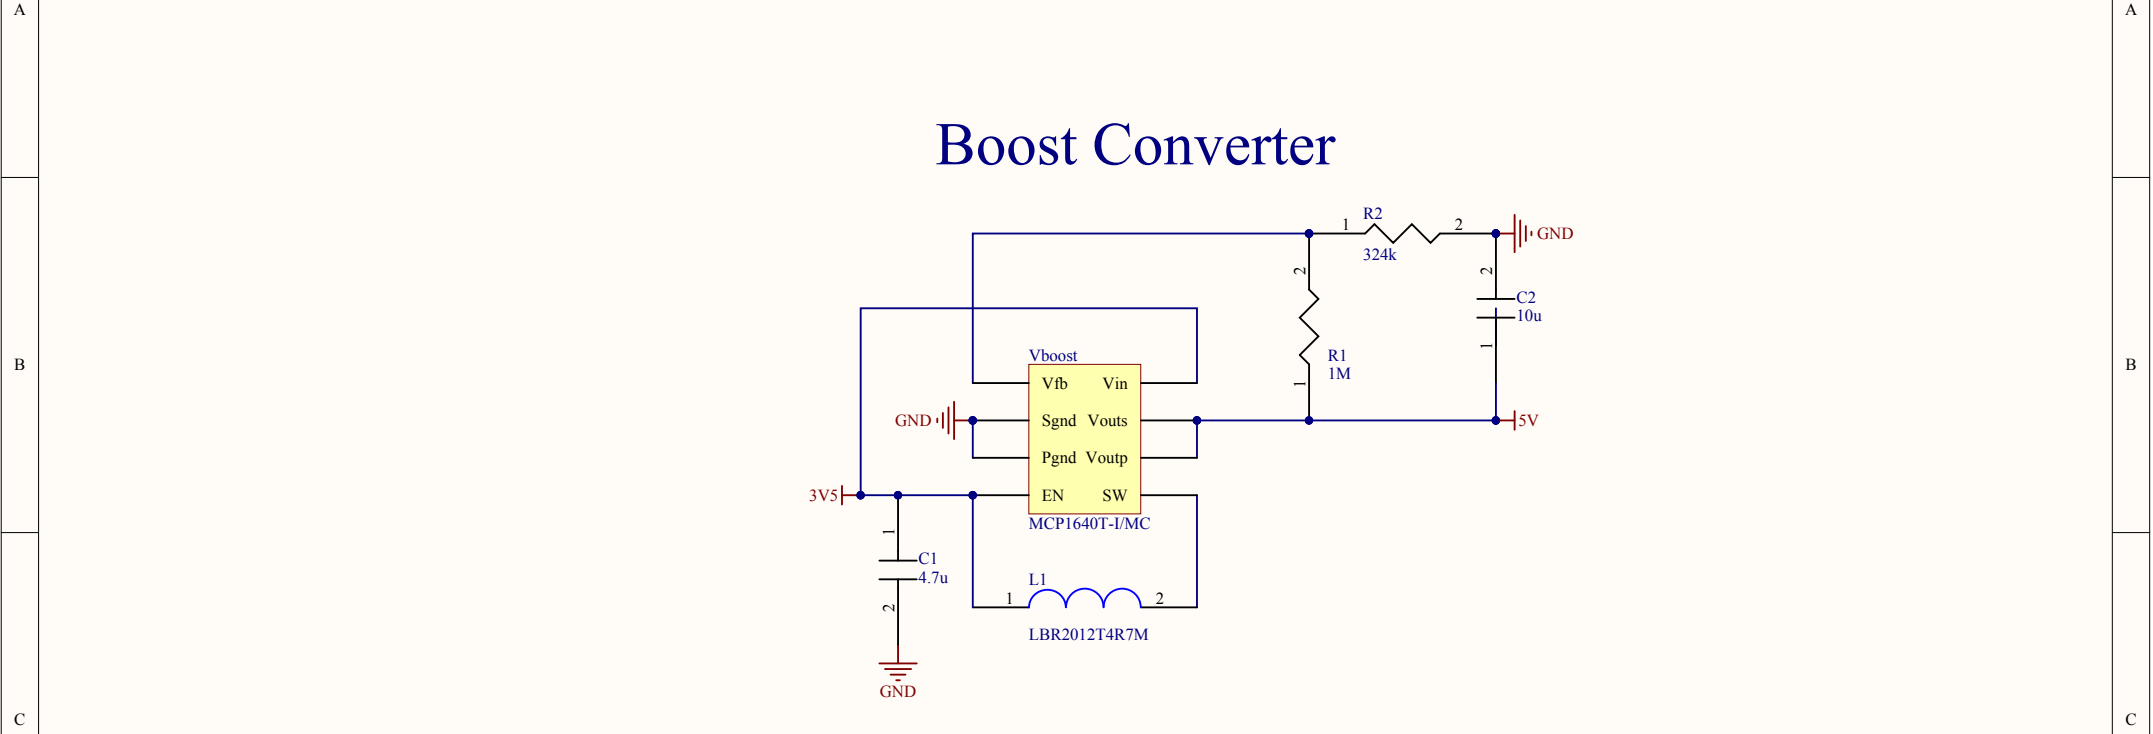 A
A
Boost Converter
R2
1
2
GND
324k
2
2
C2
10u
1
R1
1M
1
Vboost
Vfb
Vin
GND
Sgnd
Vouts
5V
Pgnd
Voutp
3V5
EN
SW
MCP1640T-I/MC
1
C1
4.7u
2
L1
1
2
LBR2012T4R7M
GND
B
B
C
C